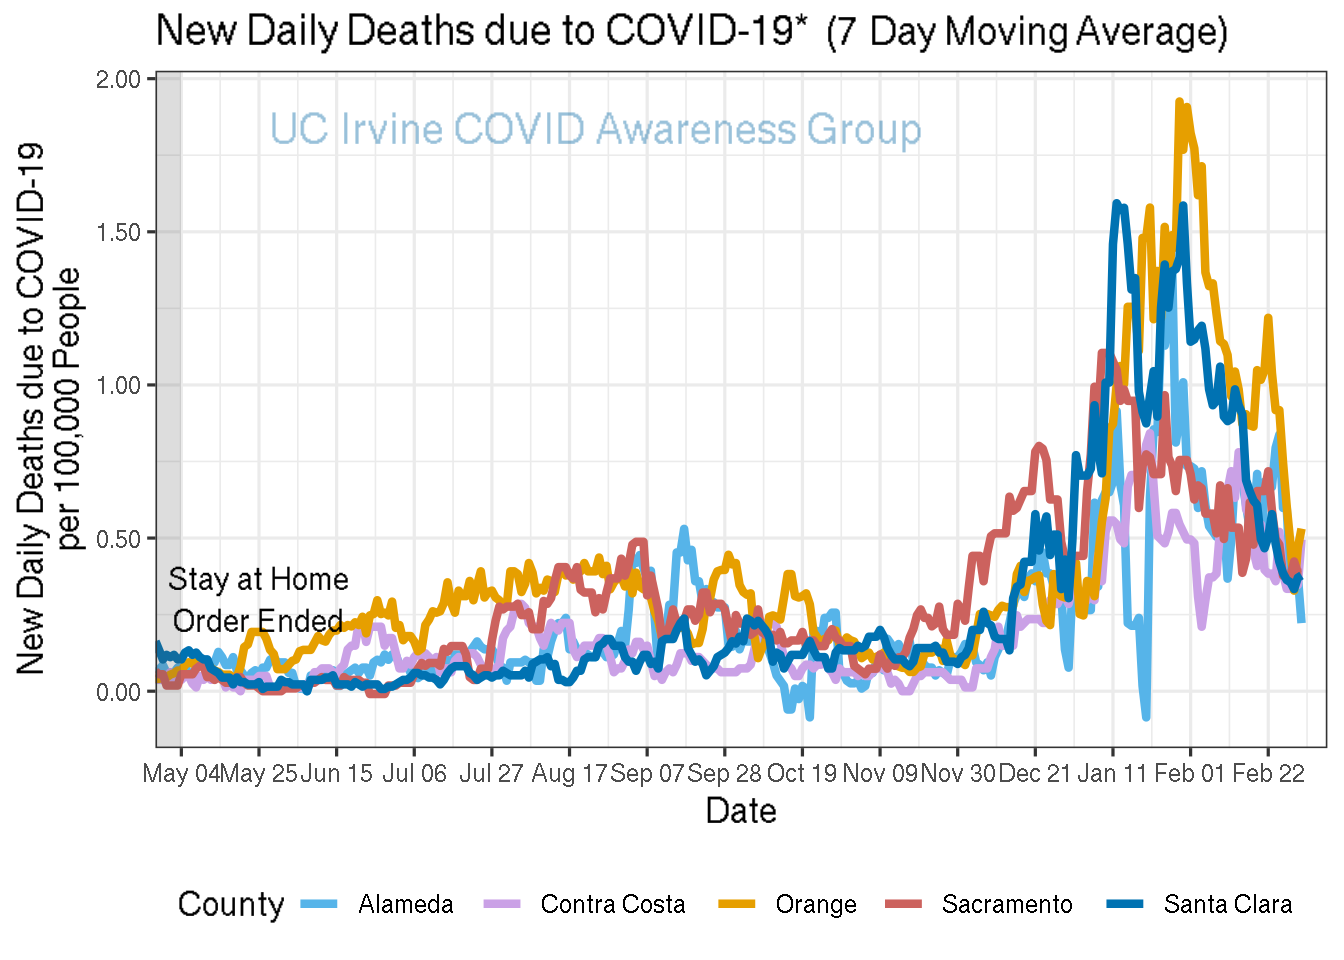 New Daily Deaths due to COVID-19* (7 Day Moving Average)
UC Irvine COVID Awareness Group
New Daily Deaths due to COVID-19
per 100,000 People
2.00
1.50
1.00
0.50
0.00
Stay at Home
Order Ended
May 04 May 25 Jun 15 Jul 06 Jul 27 Aug 17 Sep 07 Sep 28 Oct 19 Nov 09 Nov 30 Dec 21 Jan 11 Feb 01 Feb 22
Date
County Alameda Contra Costa Orange Sacramento Santa Clara